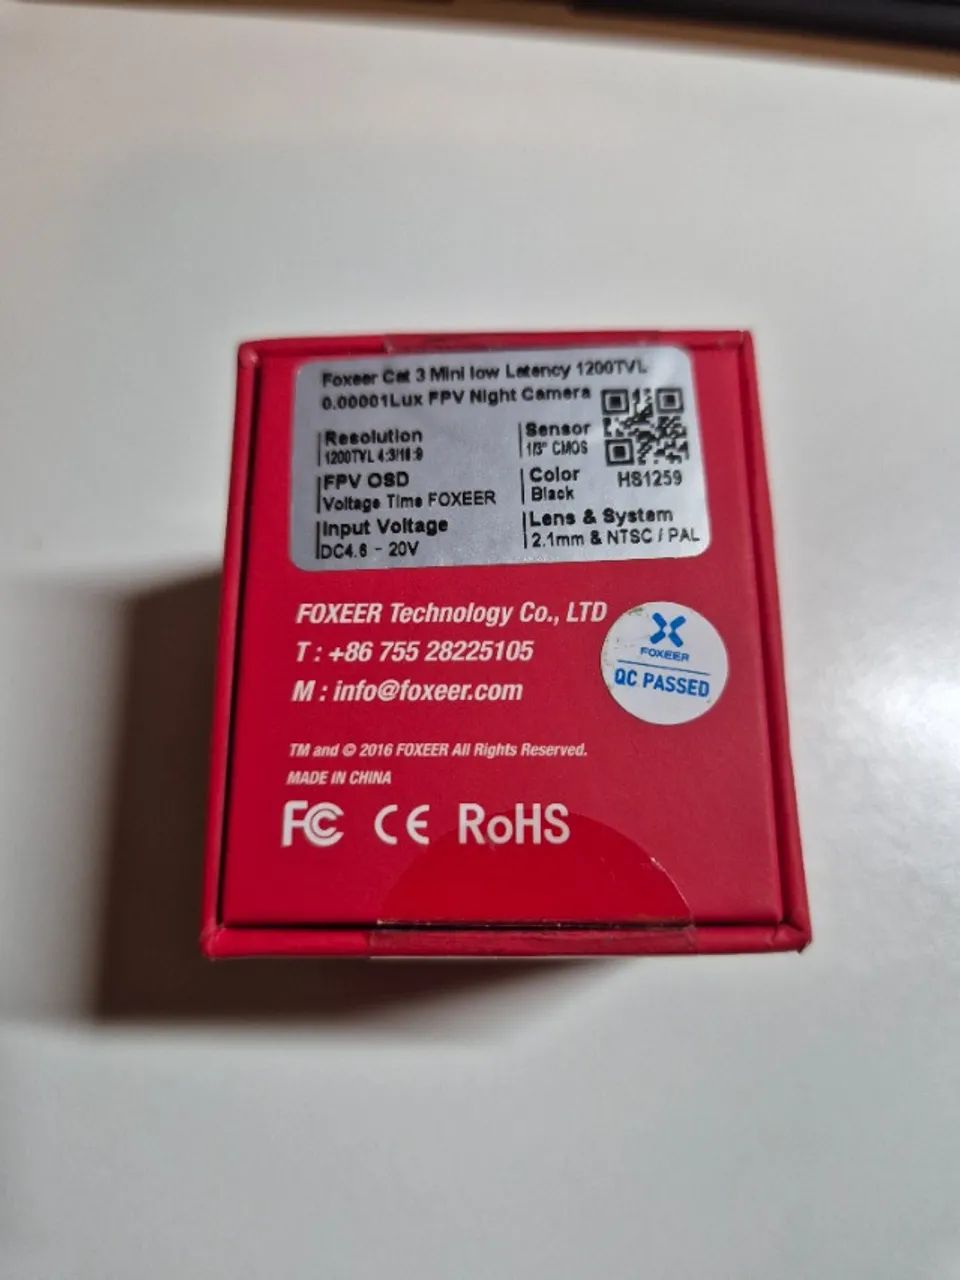 Foxeer Cat 3 Mini low Latency 1200TVL
0.00001Lux FPV Night Camera
Resolution
1200TVL 4:3/16:9
FPV OSD
Voltage Time FOXEER
Input Voltage
DC4.6 - 20V
Sensor
1/3" CMOS
Color
Black
Lens & System
2.1mm & NTSC / PAL
HS1259
FOXEER Technology Co., LTD
T : +86 755 28225105
M : info@foxeer.com
FOXEER
QC PASSED
TM and © 2016 FOXEER All Rights Reserved.
MADE IN CHINA
FC CE RoHS